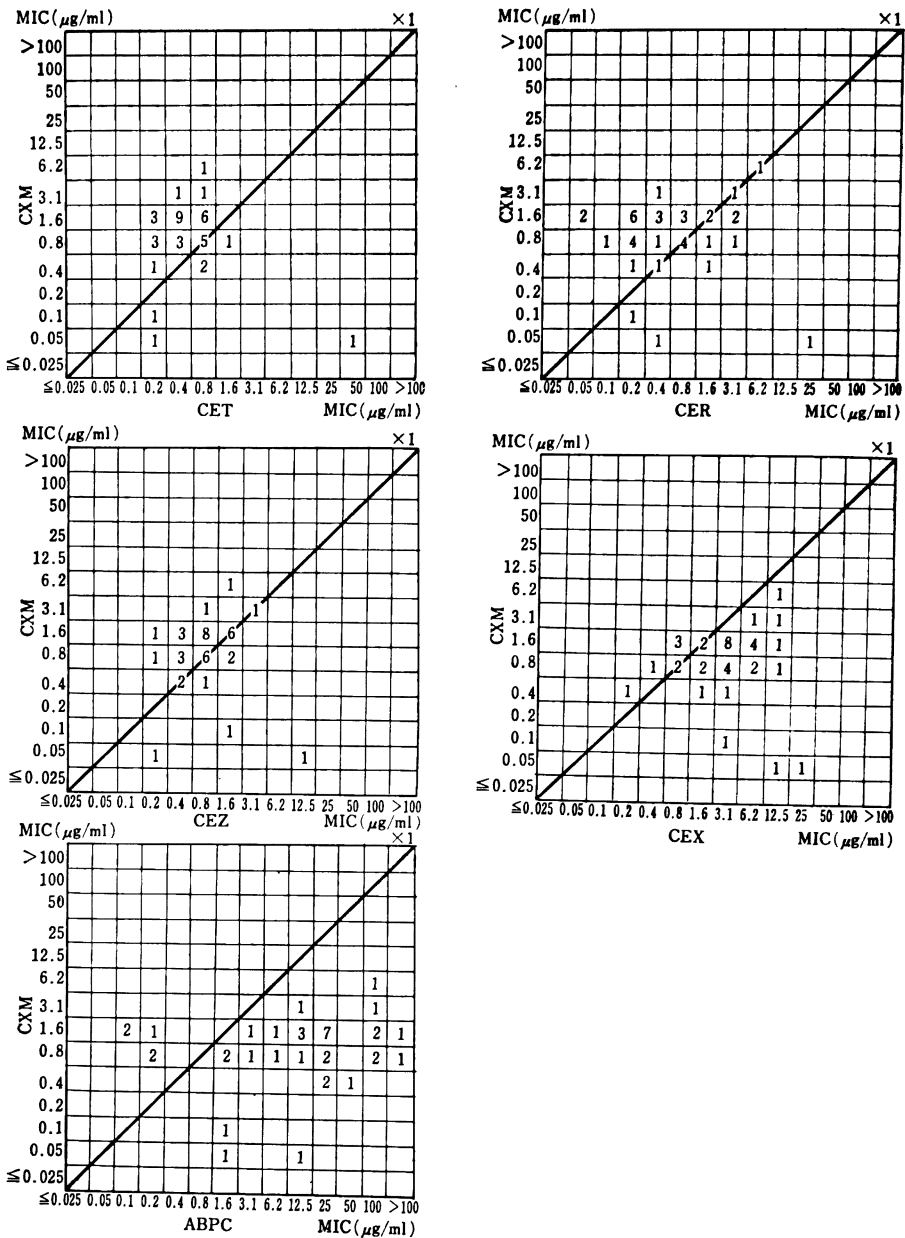 MIC(μg/ml) ×1
>100
100
50
25
12.5
6.2 1
3.1 1 1
1.6 3 9 6
0.8 3 3 5 1
0.4 1 2
0.2
0.1 1
0.05 1 1
≦0.025
CXM
≦0.025 0.05 0.1 0.2 0.4 0.8 1.6 3.1 6.2 12.5 25 50 100 >100
CET MIC(μg/ml)
MIC(μg/ml) ×1
>100
100
50
25
12.5
6.2 1
3.1 1 1
1.6 2 6 3 3 2 2
0.8 1 4 1 4 1 1
0.4 1 1 1
0.2
0.1 1
0.05 1 1
≦0.025
CXM
≦0.025 0.05 0.1 0.2 0.4 0.8 1.6 3.1 6.2 12.5 25 50 100 >100
CER MIC(μg/ml)
MIC(μg/ml) ×1
>100
100
50
25
12.5
6.2 1
3.1 1 1
1.6 1 3 8 6
0.8 1 3 6 2
0.4 2 1
0.2
0.1 1
0.05 1 1
≦0.025
CXM
≦0.025 0.05 0.1 0.2 0.4 0.8 1.6 3.1 6.2 12.5 25 50 100 >100
CEZ MIC(μg/ml)
MIC(μg/ml) ×1
>100
100
50
25
12.5
6.2 1
3.1 1 1
1.6 3 2 8 4 1
0.8 1 2 2 4 2 1
0.4 1 1 1
0.2
0.1 1
0.05 1 1
≦0.025
CXM
≦0.025 0.05 0.1 0.2 0.4 0.8 1.6 3.1 6.2 12.5 25 50 100 >100
CEX MIC(μg/ml)
MIC(μg/ml) ×1
>100
100
50
25
12.5
6.2 1
3.1 1 1
1.6 2 1 1 1 3 7 2 1
0.8 2 2 1 1 1 2 2 1
0.4 2 1
0.2
0.1 1
0.05 1 1
≦0.025
CXM
≦0.025 0.05 0.1 0.2 0.4 0.8 1.6 3.1 6.2 12.5 25 50 100 >100
ABPC MIC(μg/ml)